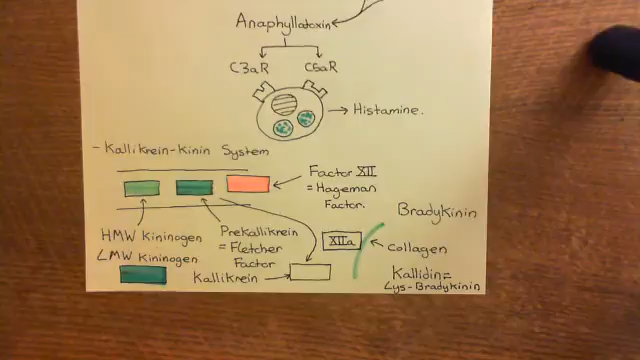 Anaphyllatoxin
C3aR
C5aR
Histamine.
- Kallikrein-Kinin System
Factor XII
= Hageman
Factor.
HMW Kininogen
LMW Kininogen
Prekallikrein
= Fletcher
Factor
Kallikrein
XIIa
Bradykinin
Collagen
Kallidin=
Lys-Bradykinin